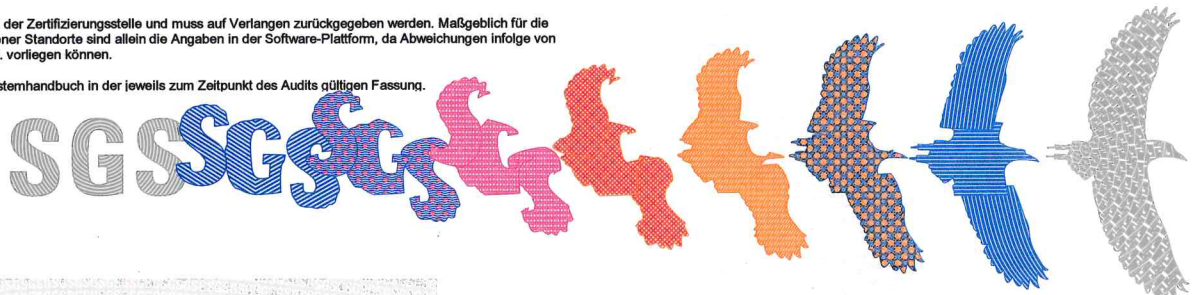 der Zertifizierungsstelle und muss auf Verlangen zurückgegeben werden. Maßgeblich für die
ener Standorte sind allein die Angaben in der Software-Plattform, da Abweichungen infolge von
. vorliegen können.
stemhandbuch in der jeweils zum Zeitpunkt des Audits gültigen Fassung.
SGS SGS SGS